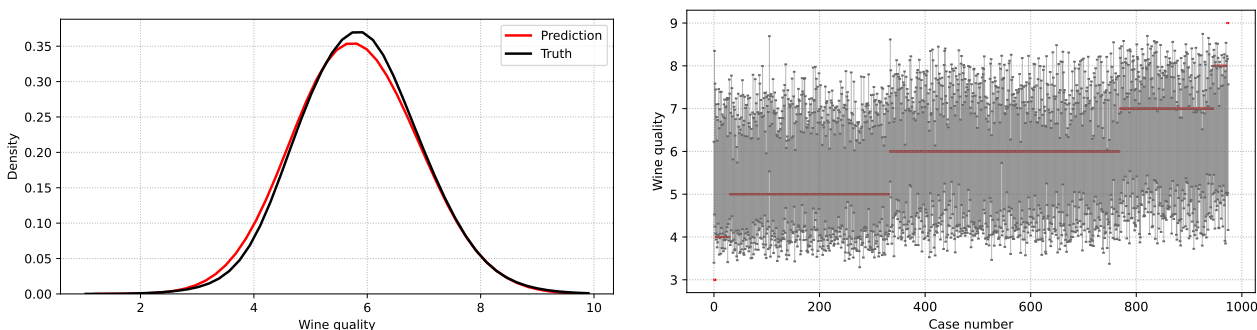 Prediction
Truth
0.35
0.30
0.25
0.20
0.15
0.10
0.05
0.00
Density
2 4 6 8 10
Wine quality
9
8
7
6
5
4
3
Wine quality
0 200 400 600 800 1000
Case number